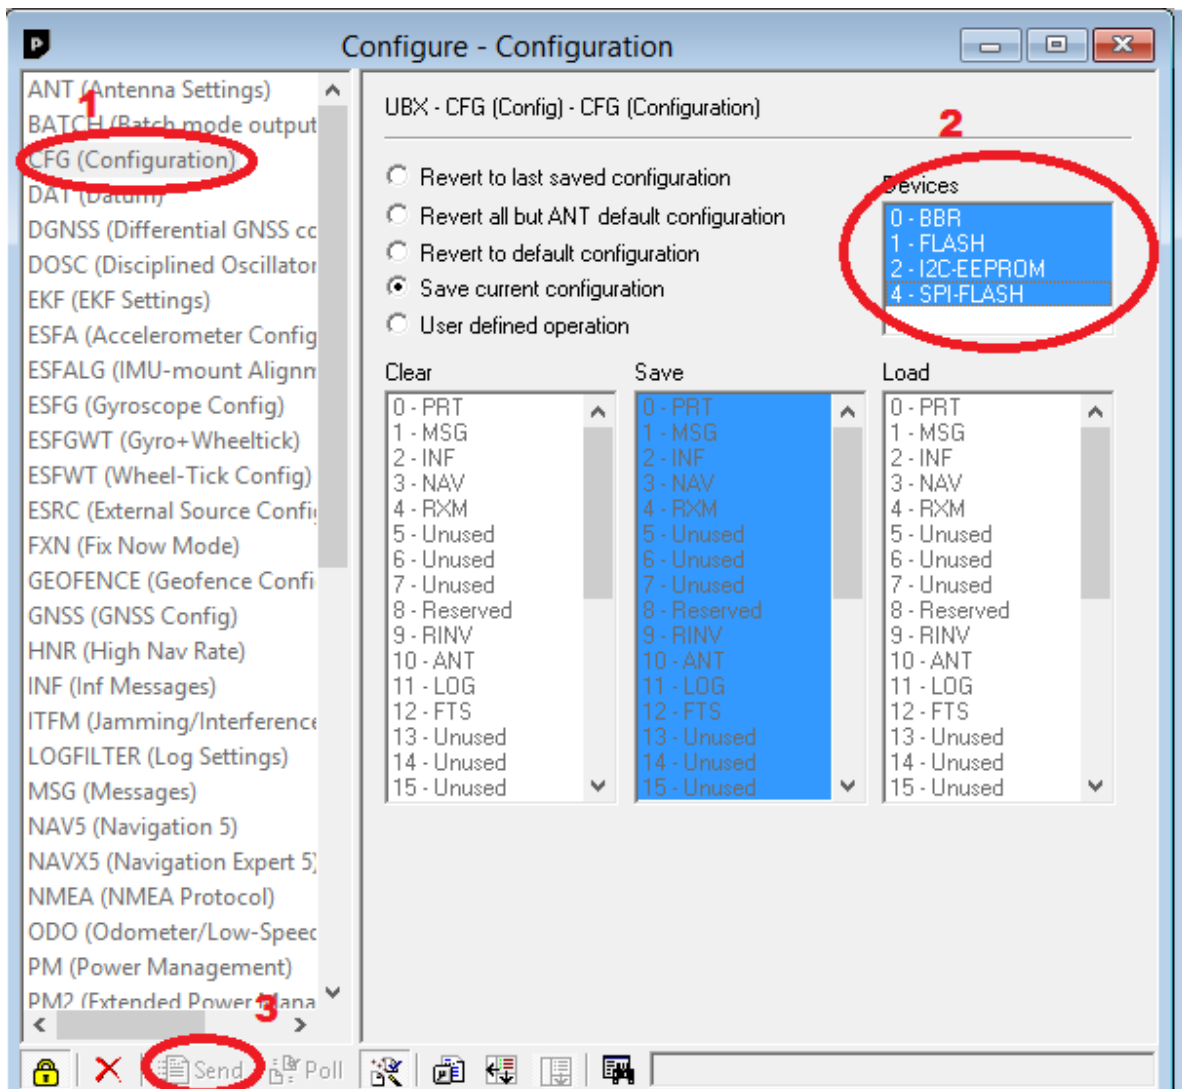 P
Configure - Configuration
ANT (Antenna Settings)
1
BATCH (Batch mode output
CFG (Configuration)
DAT (Datum)
DGNSS (Differential GNSS cc
DOSC (Disciplined Oscillator
EKF (EKF Settings)
ESFA (Accelerometer Config
ESFALG (IMU-mount Alignm
ESFG (Gyroscope Config)
ESFGWT (Gyro+Wheeltick)
ESFWT (Wheel-Tick Config)
ESRC (External Source Config
FXN (Fix Now Mode)
GEOFENCE (Geofence Confi
GNSS (GNSS Config)
HNR (High Nav Rate)
INF (Inf Messages)
ITFM (Jamming/Interference
LOGFILTER (Log Settings)
MSG (Messages)
NAV5 (Navigation 5)
NAVX5 (Navigation Expert 5)
NMEA (NMEA Protocol)
ODO (Odometer/Low-Speed
PM (Power Management)
PM2 (Extended Power Mana
3
UBX - CFG (Config) - CFG (Configuration)
2
Revert to last saved configuration
Revert all but ANT default configuration
Revert to default configuration
Save current configuration
User defined operation
Devices
0 - BBR
1 - FLASH
2 - I2C-EEPROM
4 - SPI-FLASH
Clear
0 - PRT
1 - MSG
2 - INF
3 - NAV
4 - RXM
5 - Unused
6 - Unused
7 - Unused
8 - Reserved
9 - RINV
10 - ANT
11 - LOG
12 - FTS
13 - Unused
14 - Unused
15 - Unused
Save
0 - PRT
1 - MSG
2 - INF
3 - NAV
4 - RXM
5 - Unused
6 - Unused
7 - Unused
8 - Reserved
9 - RINV
10 - ANT
11 - LOG
12 - FTS
13 - Unused
14 - Unused
15 - Unused
Load
0 - PRT
1 - MSG
2 - INF
3 - NAV
4 - RXM
5 - Unused
6 - Unused
7 - Unused
8 - Reserved
9 - RINV
10 - ANT
11 - LOG
12 - FTS
13 - Unused
14 - Unused
15 - Unused
Send Poll